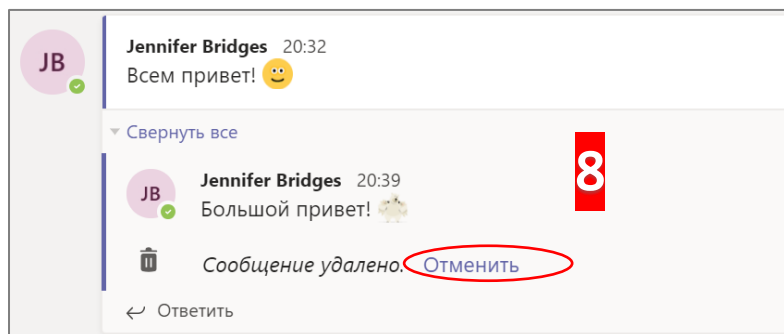 JB
Jennifer Bridges 20:32
Всем привет!
Свернуть все
JB
Jennifer Bridges 20:39
Большой привет!
8
Сообщение удалено. Отменить
Ответить